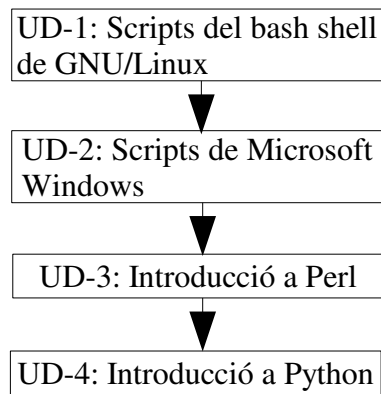 UD-1: Scripts del bash shell
de GNU/Linux
UD-2: Scripts de Microsoft
Windows
UD-3: Introducció a Perl
UD-4: Introducció a Python